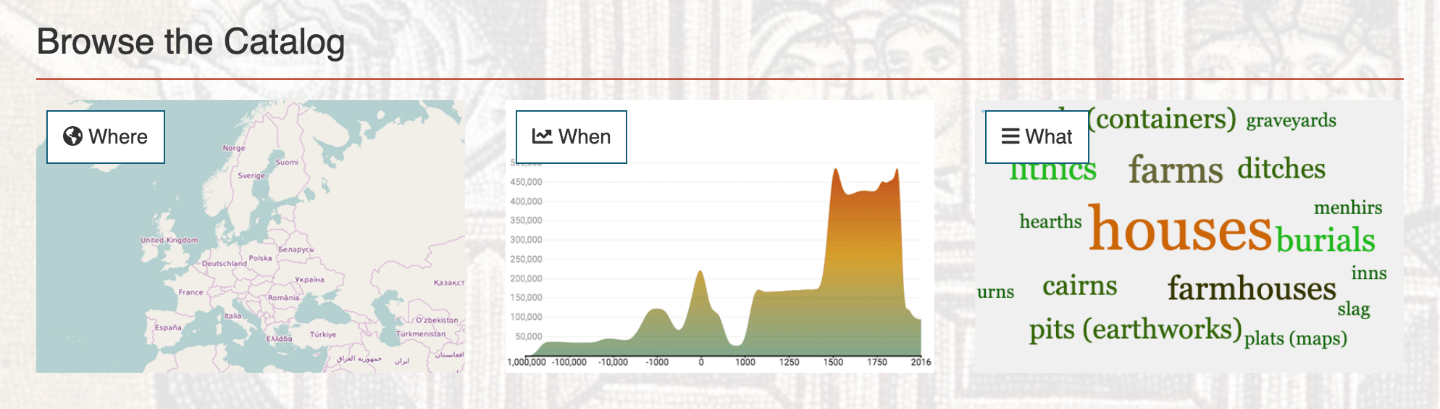 Browse the Catalog
Where
Norge
Suomi
Sverige
United Kingdom
Беларусь
Deutschland Polska
Україна
France
Қазақст
România
Italia
España
Ελλάδα
Türkiye
O'zbekiston
Türkmenistan
جمهورية العراق
ایران
افغانستان
When
450,000
400,000
350,000
300,000
250,000
200,000
150,000
100,000
50,000
1,000,000 -100,000 -10,000 -1000 0 1000 1250 1500 1750 2016
What
(containers) graveyards
lithics farms ditches
menhirs
hearths houses burials
inns
urns cairns farmhouses
slag
pits (earthworks) plats (maps)